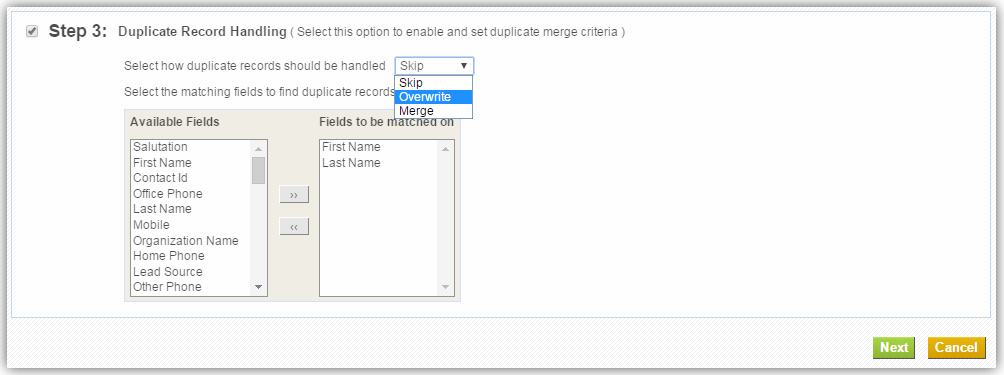 Step 3: Duplicate Record Handling ( Select this option to enable and set duplicate merge criteria )
Select how duplicate records should be handled Skip
Skip
Overwrite
Merge
Select the matching fields to find duplicate records
Available Fields
Salutation
First Name
Contact Id
Office Phone
Last Name
Mobile
Organization Name
Home Phone
Lead Source
Other Phone
››
‹‹
Fields to be matched on
First Name
Last Name
Next
Cancel